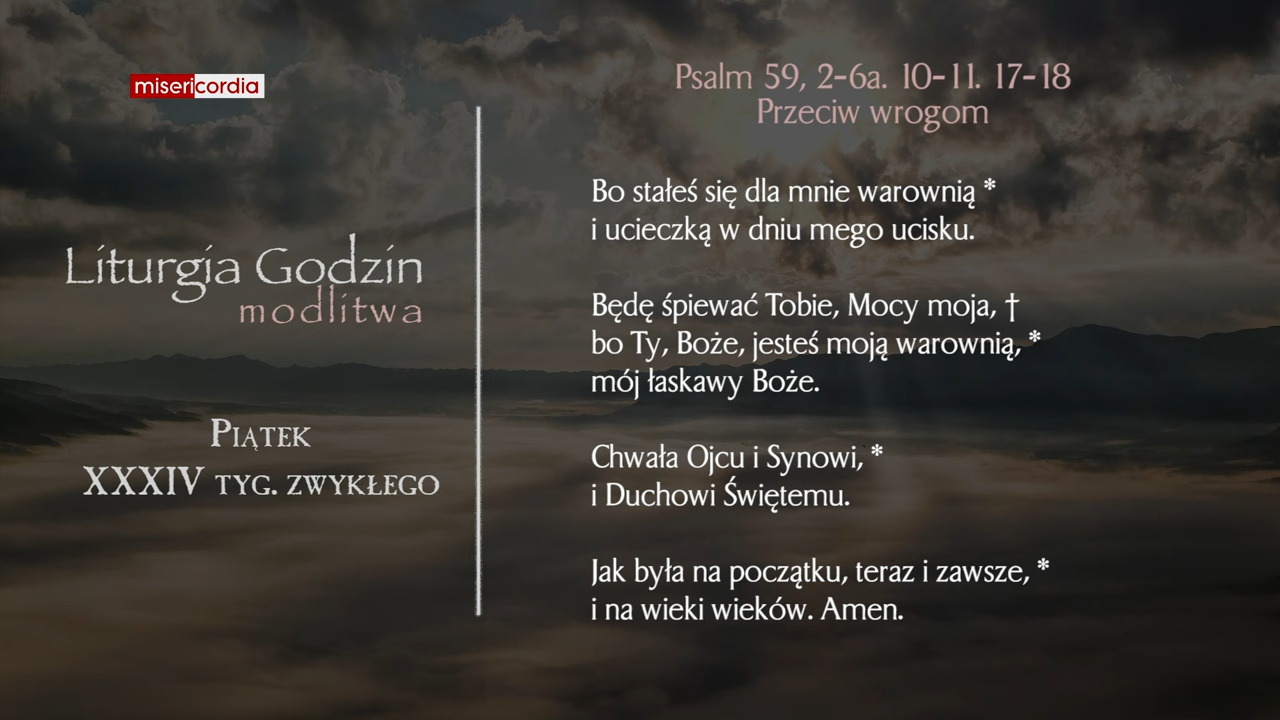 misericordia
Liturgia Godzin
modlitwa
Piątek
XXXIV tyg. zwykłego
Psalm 59, 2-6a. 10-11. 17-18
Przeciw wrogom
Bo stałeś się dla mnie warownią *
i ucieczką w dniu mego ucisku.
Będę śpiewać Tobie, Mocy moja, †
bo Ty, Boże, jesteś moją warownią, *
mój łaskawy Boże.
Chwała Ojcu i Synowi, *
i Duchowi Świętemu.
Jak była na początku, teraz i zawsze, *
i na wieki wieków. Amen.